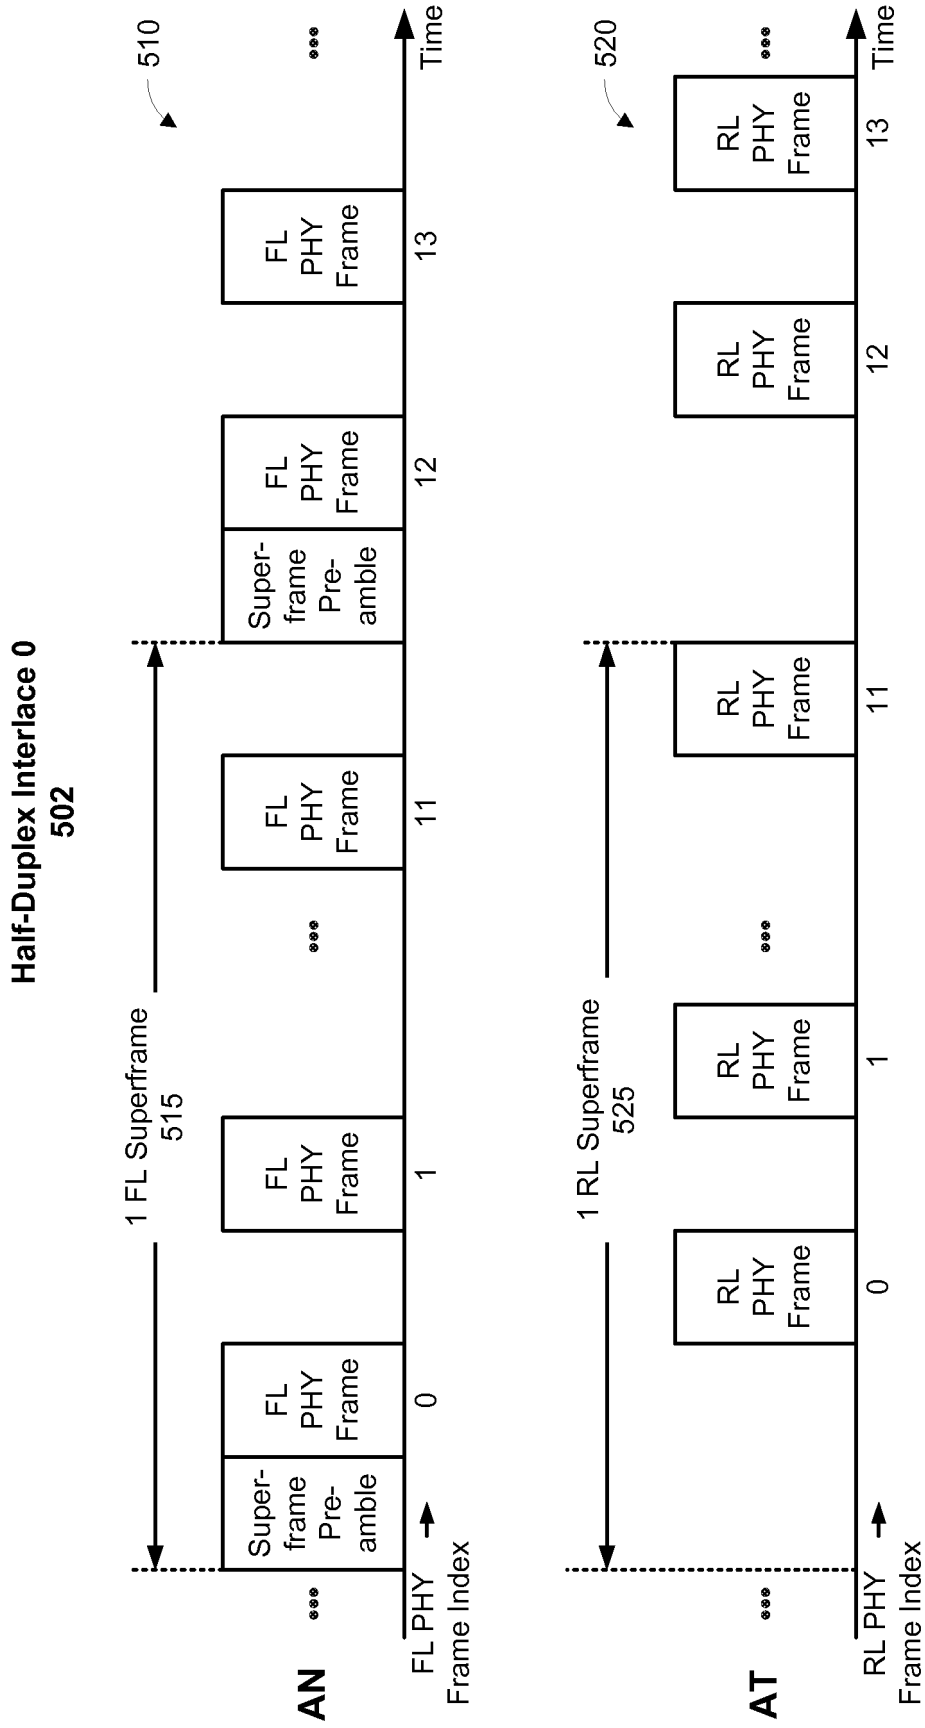 Half-Duplex Interlace 0
502
510
1 FL Superframe
515
AN
Super-
frame
Pre-
amble
FL
PHY
Frame
FL
PHY
Frame
FL
PHY
Frame
Super-
frame
Pre-
amble
FL
PHY
Frame
FL
PHY
Frame
FL PHY
Frame Index
0
1
11
12
13
Time
520
1 RL Superframe
525
AT
RL
PHY
Frame
RL
PHY
Frame
RL
PHY
Frame
RL
PHY
Frame
RL
PHY
Frame
RL PHY
Frame Index
0
1
11
12
13
Time